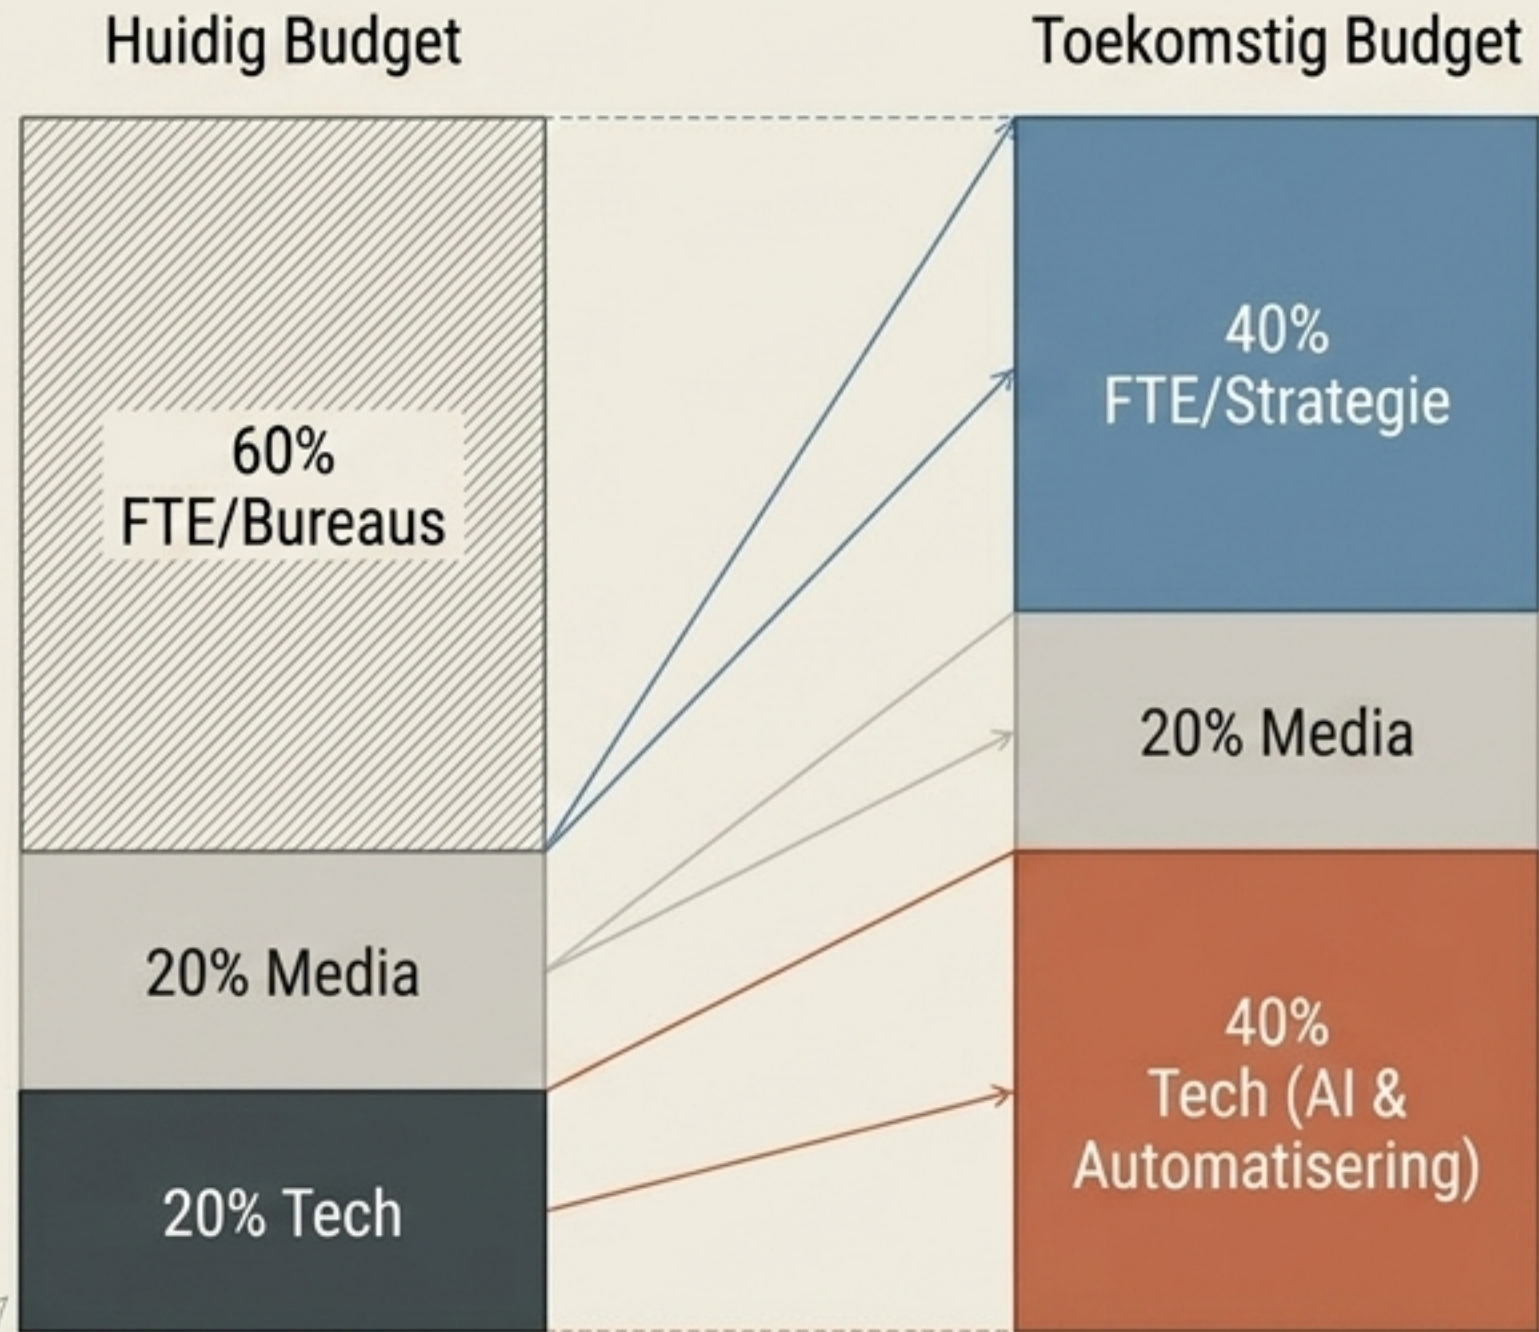 Huidig Budget
Toekomstig Budget
60%
FTE/Bureaus
20% Media
20% Tech
40%
FTE/Strategie
20% Media
40%
Tech (AI &
Automatisering)